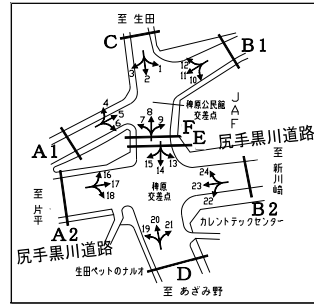 至 生田
C
B1
1
2
3
12
11
10
4
5
6
7
8
9
稗原公民館
交差点
JAF
F
E
A1
尻手黒川道路
至 新川崎
15
14
13
稗原
交差点
16
17
18
24
23
22
至 片平
A2
B2
カレントテックセンター
尻手黒川道路
19
20
21
生田ペットのナルオ
D
至 あざみ野